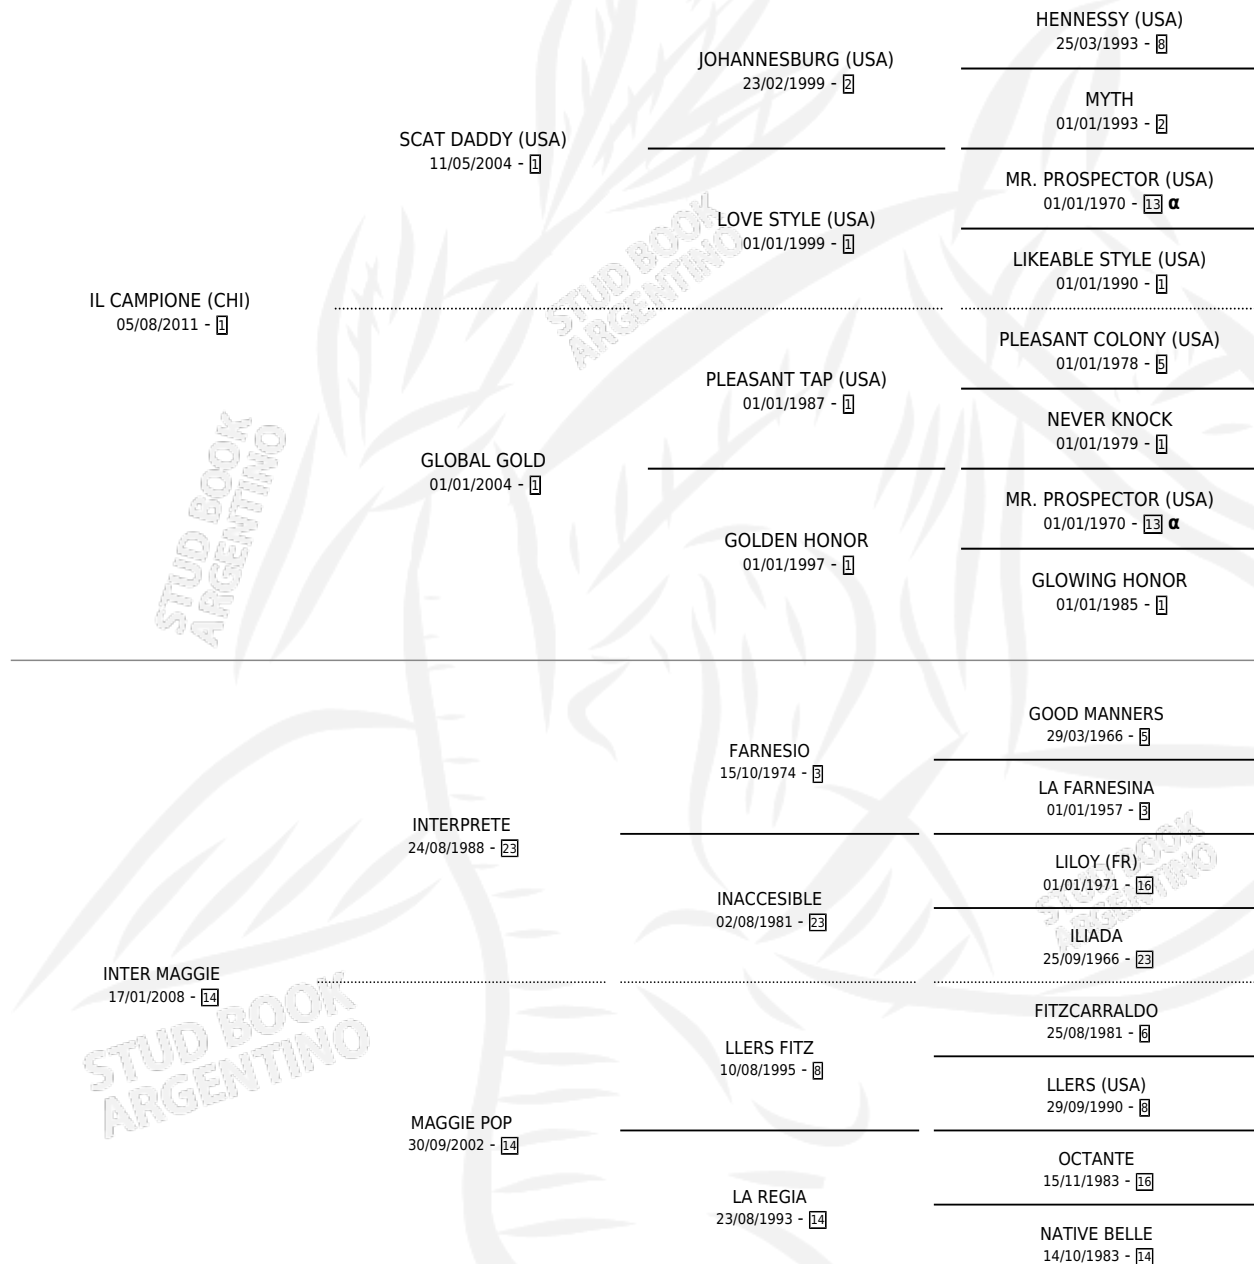 HENNESSY (USA)
25/03/1993 - 8
JOHANNESBURG (USA)
23/02/1999 - 2
MYTH
01/01/1993 - 2
SCAT DADDY (USA)
11/05/2004 - 1
MR. PROSPECTOR (USA)
01/01/1970 - 13 α
LOVE STYLE (USA)
01/01/1999 - 1
LIKEABLE STYLE (USA)
01/01/1990 - 1
IL CAMPIONE (CHI)
05/08/2011 - 1
PLEASANT COLONY (USA)
01/01/1978 - 5
PLEASANT TAP (USA)
01/01/1987 - 1
NEVER KNOCK
01/01/1979 - 1
GLOBAL GOLD
01/01/2004 - 1
MR. PROSPECTOR (USA)
01/01/1970 - 13 α
GOLDEN HONOR
01/01/1997 - 1
GLOWING HONOR
01/01/1985 - 1
GOOD MANNERS
29/03/1966 - 5
FARNESIO
15/10/1974 - 3
LA FARNESINA
01/01/1957 - 3
INTERPRETE
24/08/1988 - 23
LILOY (FR)
01/01/1971 - 16
INACCESIBLE
02/08/1981 - 23
ILIADA
25/09/1966 - 23
INTER MAGGIE
17/01/2008 - 14
FITZCARRALDO
25/08/1981 - 6
LLERS FITZ
10/08/1995 - 8
LLERS (USA)
29/09/1990 - 8
MAGGIE POP
30/09/2002 - 14
OCTANTE
15/11/1983 - 16
LA REGIA
23/08/1993 - 14
NATIVE BELLE
14/10/1983 - 14
STUD BOOK
ARGENTINO
STUD BOOK
ARGENTINO
STUD BOOK
ARGENTINO
STUD BOOK
ARGENTINO